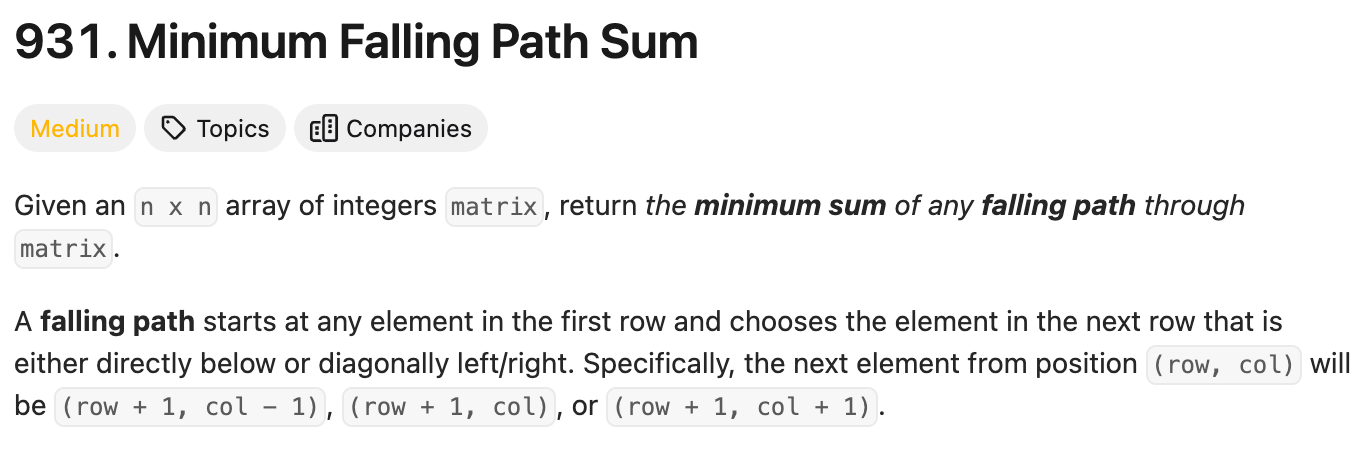 931. Minimum Falling Path Sum
Medium Topics Companies
Given an n x n array of integers matrix, return the minimum sum of any falling path through
matrix.
A falling path starts at any element in the first row and chooses the element in the next row that is
either directly below or diagonally left/right. Specifically, the next element from position (row, col) will
be (row + 1, col - 1), (row + 1, col), or (row + 1, col + 1).